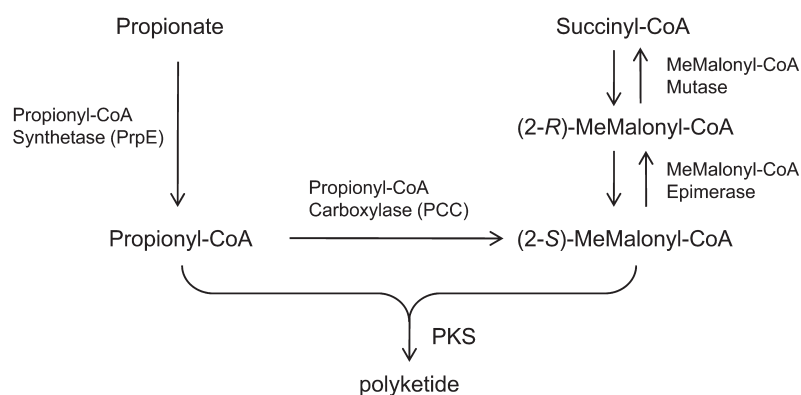 Propionate
Succinyl-CoA
MeMalonyl-CoA
Mutase
Propionyl-CoA
Synthetase (PrpE)
(2-R)-MeMalonyl-CoA
MeMalonyl-CoA
Epimerase
Propionyl-CoA
Carboxylase (PCC)
Propionyl-CoA
(2-S)-MeMalonyl-CoA
PKS
polyketide